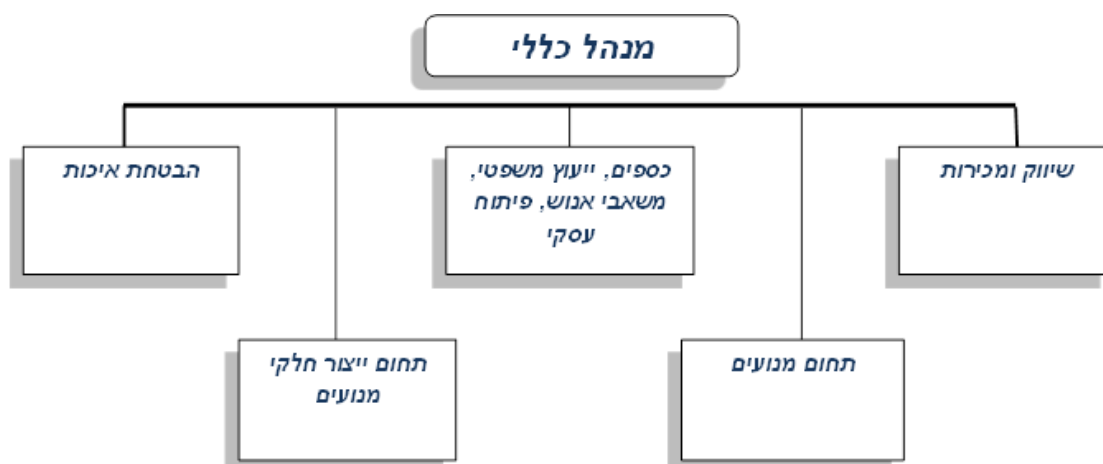 מנהל כללי
שיווק ומכירות
כספים, ייעוץ משפטי,
משאבי אנוש, פיתוח
עסקי
הבטחת איכות
תחום מנועים
תחום ייצור חלקי
מנועים